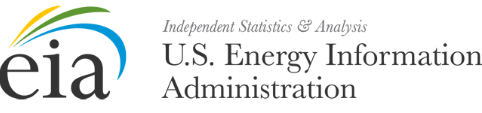 eia
Independent Statistics & Analysis
U.S. Energy Information
Administration